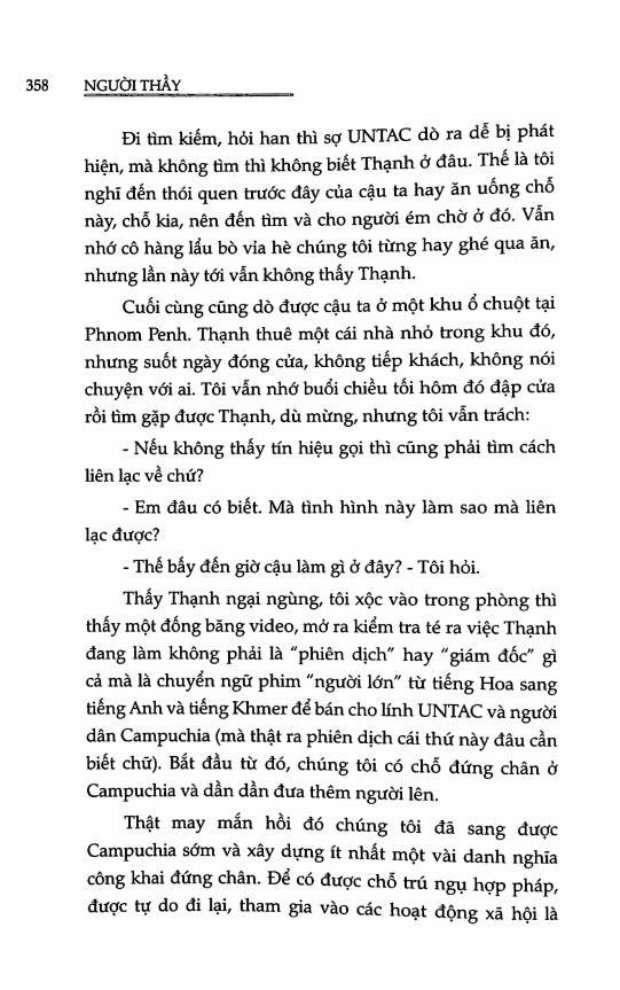 358 NGƯỜI THẦY
Đi tìm kiếm, hỏi han thì sợ UNTAC dò ra dễ bị phát
hiện, mà không tìm thì không biết Thạnh ở đâu. Thế là tôi
nghĩ đến thói quen trước đây của cậu ta hay ăn uống chỗ
này, chỗ kia, nên đến tìm và cho người ém chờ ở đó. Vẫn
nhớ cô hàng lẩu bò vỉa hè chúng tôi từng hay ghé qua ăn,
nhưng lần này tới vẫn không thấy Thạnh.
Cuối cùng cũng dò được cậu ta ở một khu ổ chuột tại
Phnom Penh. Thạnh thuê một cái nhà nhỏ trong khu đó,
nhưng suốt ngày đóng cửa, không tiếp khách, không nói
chuyện với ai. Tôi vẫn nhớ buổi chiều tối hôm đó đập cửa
rồi tìm gặp được Thạnh, dù mừng, nhưng tôi vẫn trách:
- Nếu không thấy tín hiệu gọi thì cũng phải tìm cách
liên lạc về chứ?
- Em đâu có biết. Mà tình hình này làm sao mà liên
lạc được?
- Thế bấy đến giờ cậu làm gì ở đây? - Tôi hỏi.
Thấy Thạnh ngại ngùng, tôi xộc vào trong phòng thì
thấy một đống băng video, mở ra kiểm tra té ra việc Thạnh
đang làm không phải là "phiên dịch" hay "giám đốc" gì
cả mà là chuyển ngữ phim "người lớn" từ tiếng Hoa sang
tiếng Anh và tiếng Khmer để bán cho lính UNTAC và người
dân Campuchia (mà thật ra phiên dịch cái thứ này đâu cần
biết chữ). Bắt đầu từ đó, chúng tôi có chỗ đứng chân ở
Campuchia và dần dần đưa thêm người lên.
Thật may mắn hồi đó chúng tôi đã sang được
Campuchia sớm và xây dựng ít nhất một vài danh nghĩa
công khai đứng chân. Để có được chỗ trú ngụ hợp pháp,
được tự do đi lại, tham gia vào các hoạt động xã hội là